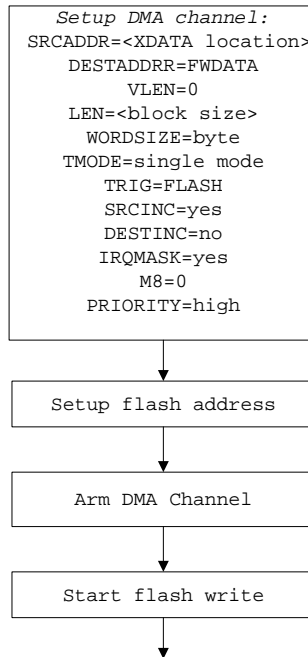 Setup DMA channel:
SRCADDR=<XDATA location>
DESTADDRR=FWDATA
VLEN=0
LEN=<block size>
WORDSIZE=byte
TMODE=single mode
TRIG=FLASH
SRCINC=yes
DESTINC=no
IRQMASK=yes
M8=0
PRIORITY=high
Setup flash address
Arm DMA Channel
Start flash write